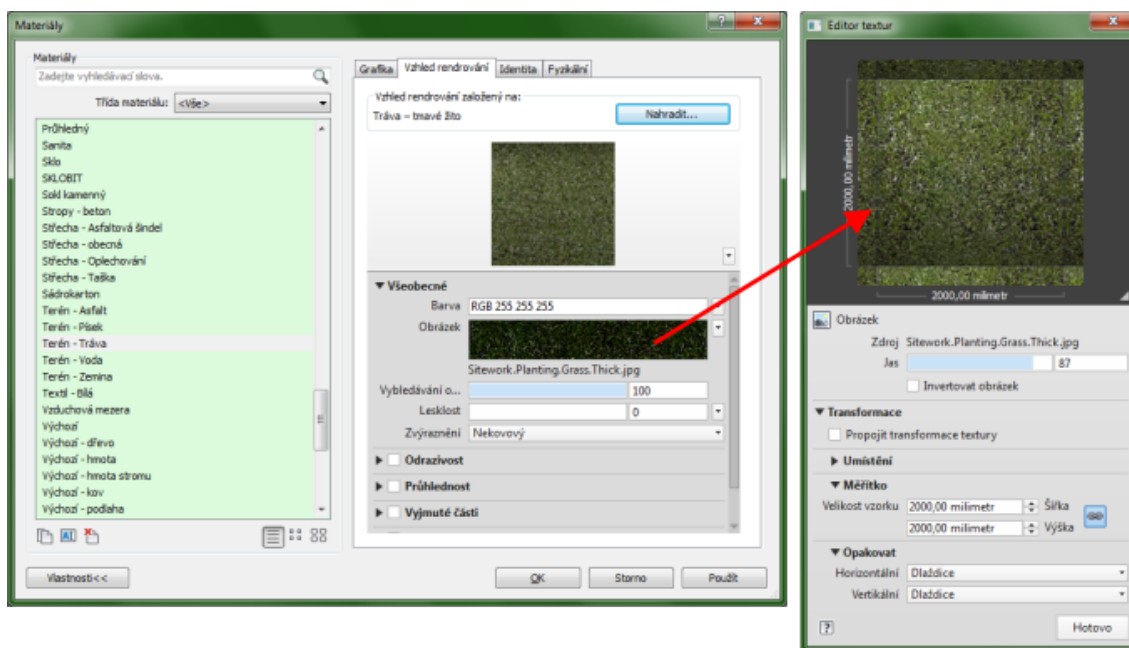 Materiály
Materiály
Zadejte vyhledávací slova.
Třída materiálu: <Vše>
Průhledný
Sanita
Sklo
SKLOBIT
Sokl kamenný
Stropy - beton
Střecha - Asfaltová šindel
Střecha - obecná
Střecha - Oplechování
Střecha - Taška
Sádrokarton
Terén - Asfalt
Terén - Písek
Terén - Tráva
Terén - Voda
Terén - Zemina
Textil - Bílá
Vzduchová mezera
Výchozí
Výchozí - dřevo
Výchozí - hmota
Výchozí - hmota stromu
Výchozí - kov
Výchozí - podlaha
Vlastnosti<<
Grafika Vzhled rendrování Identita Fyzikální
Vzhled rendrování založený na:
Tráva – tmavé žito Nahradit...
Všeobecné
Barva RGB 255 255 255
Obrázek
Sitework.Planting.Grass.Thick.jpg
Vybledávání o... 100
Lesklost 0
Zvýraznění Nekovový
Odrazivost
Průhlednost
Vyjmuté části
OK Storno Použít
Editor textur
2000,00 milimetr
2000,00 milimetr
Obrázek
Zdroj Sitework.Planting.Grass.Thick.jpg
Jas 87
Invertovat obrázek
Transformace
Propojit transformace textury
Umístění
Měřítko
Velikost vzorku 2000,00 milimetr Šířka
2000,00 milimetr Výška
Opakovat
Horizontální Dlaždice
Vertikální Dlaždice
Hotovo